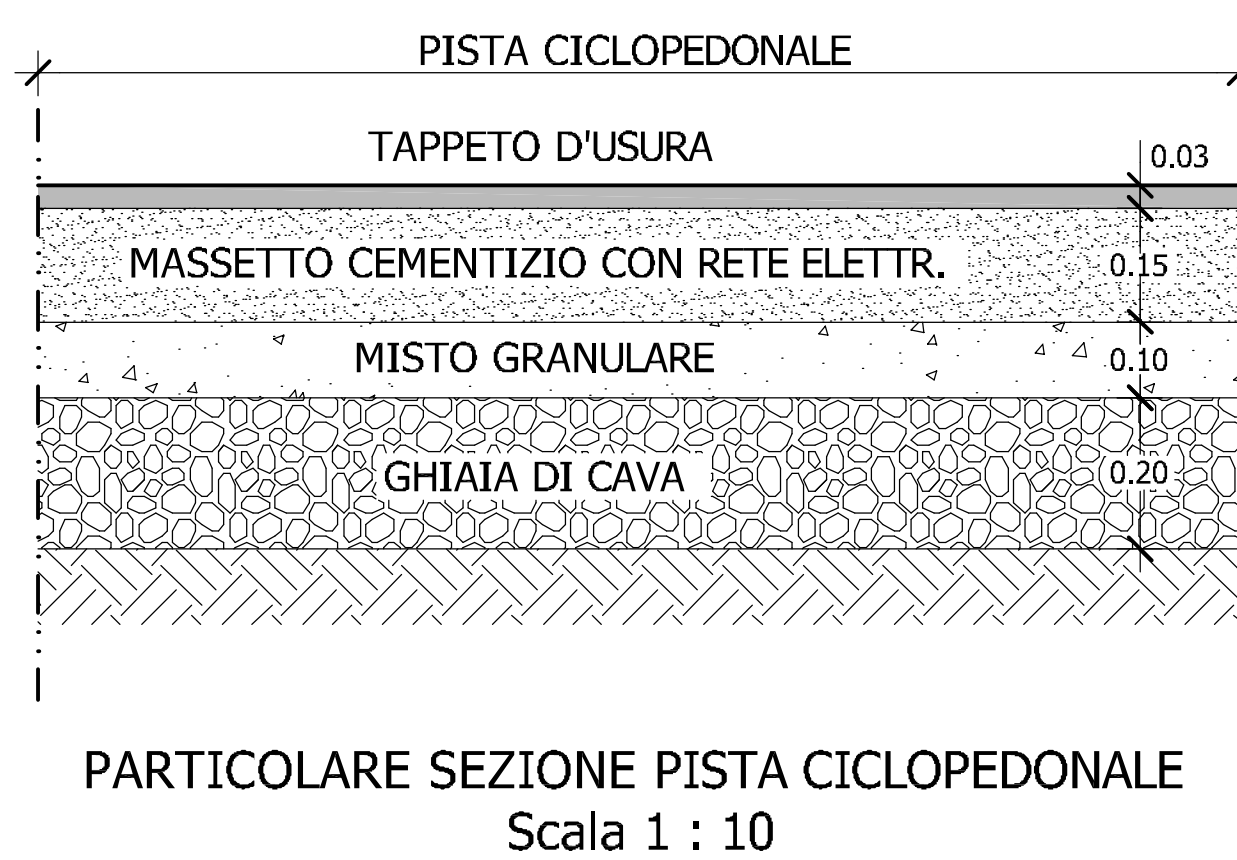 PISTA CICLOPEDONALE
TAPPETO D'USURA
0.03
MASSETTO CEMENTIZIO CON RETE ELETTR.
0.15
MISTO GRANULARE
0.10
GHIAIA DI CAVA
0.20
PARTICOLARE SEZIONE PISTA CICLOPEDONALE
Scala 1 : 10